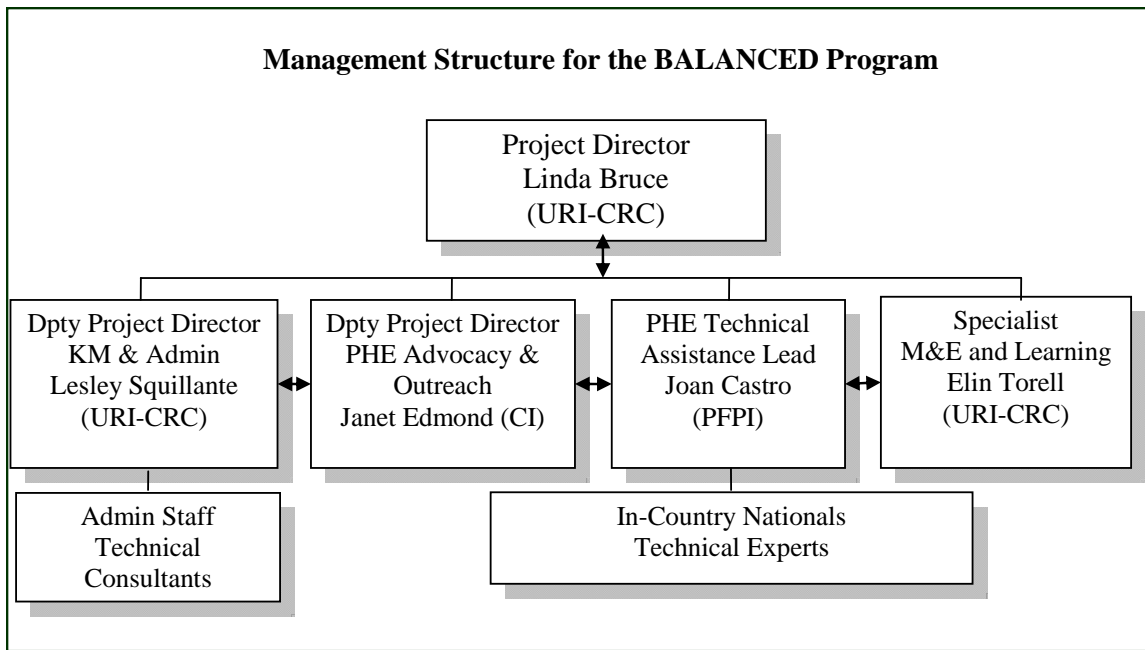 Management Structure for the BALANCED Program
Project Director
Linda Bruce
(URI-CRC)
Dpty Project Director
KM & Admin
Lesley Squillante
(URI-CRC)
Dpty Project Director
PHE Advocacy &
Outreach
Janet Edmond (CI)
PHE Technical
Assistance Lead
Joan Castro
(PFPI)
Specialist
M&E and Learning
Elin Torell
(URI-CRC)
Admin Staff
Technical
Consultants
In-Country Nationals
Technical Experts